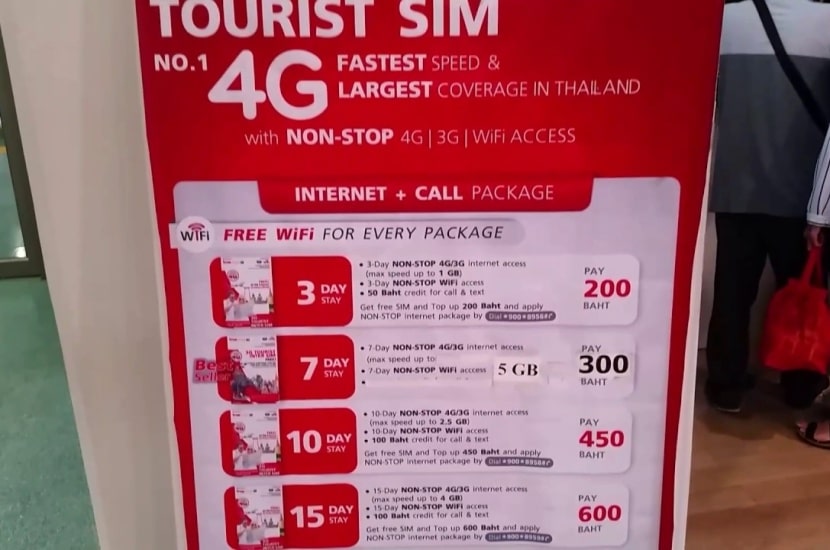 TOURIST SIM
NO.1 4G FASTEST SPEED &
LARGEST COVERAGE IN THAILAND
with NON-STOP 4G | 3G | WiFi ACCESS
INTERNET + CALL PACKAGE
WiFi FREE WiFi FOR EVERY PACKAGE
3 DAY STAY
• 3-Day NON-STOP 4G/3G internet access
(max speed up to 1 GB)
• 3-Day NON-STOP WiFi access
• 50 Baht credit for call & text
Get free SIM and Top up 200 Baht and apply
NON-STOP internet package by Dial *900*
PAY
200
BAHT
Best Seller
7 DAY STAY
• 7-Day NON-STOP 4G/3G internet access
(max speed up to
• 7-Day NON-STOP WiFi acccess
5 GB
PAY
300
BAHT
10 DAY STAY
• 10-Day NON-STOP 4G/3G internet access
(max speed up to 2.5 GB)
• 10-Day NON-STOP WiFi access
• 100 Baht credit for call & text
Get free SIM and Top up 450 Baht and apply
NON-STOP internet package by Dial *900*
PAY
450
BAHT
15 DAY STAY
• 15-Day NON-STOP 4G/3G internet access
(max speed up to 4 GB)
• 15-Day NON-STOP WiFi access
• 100 Baht credit for call & text
Get free SIM and Top up 600 Baht and apply
NON-STOP internet package by Dial *900*
PAY
600
BAHT